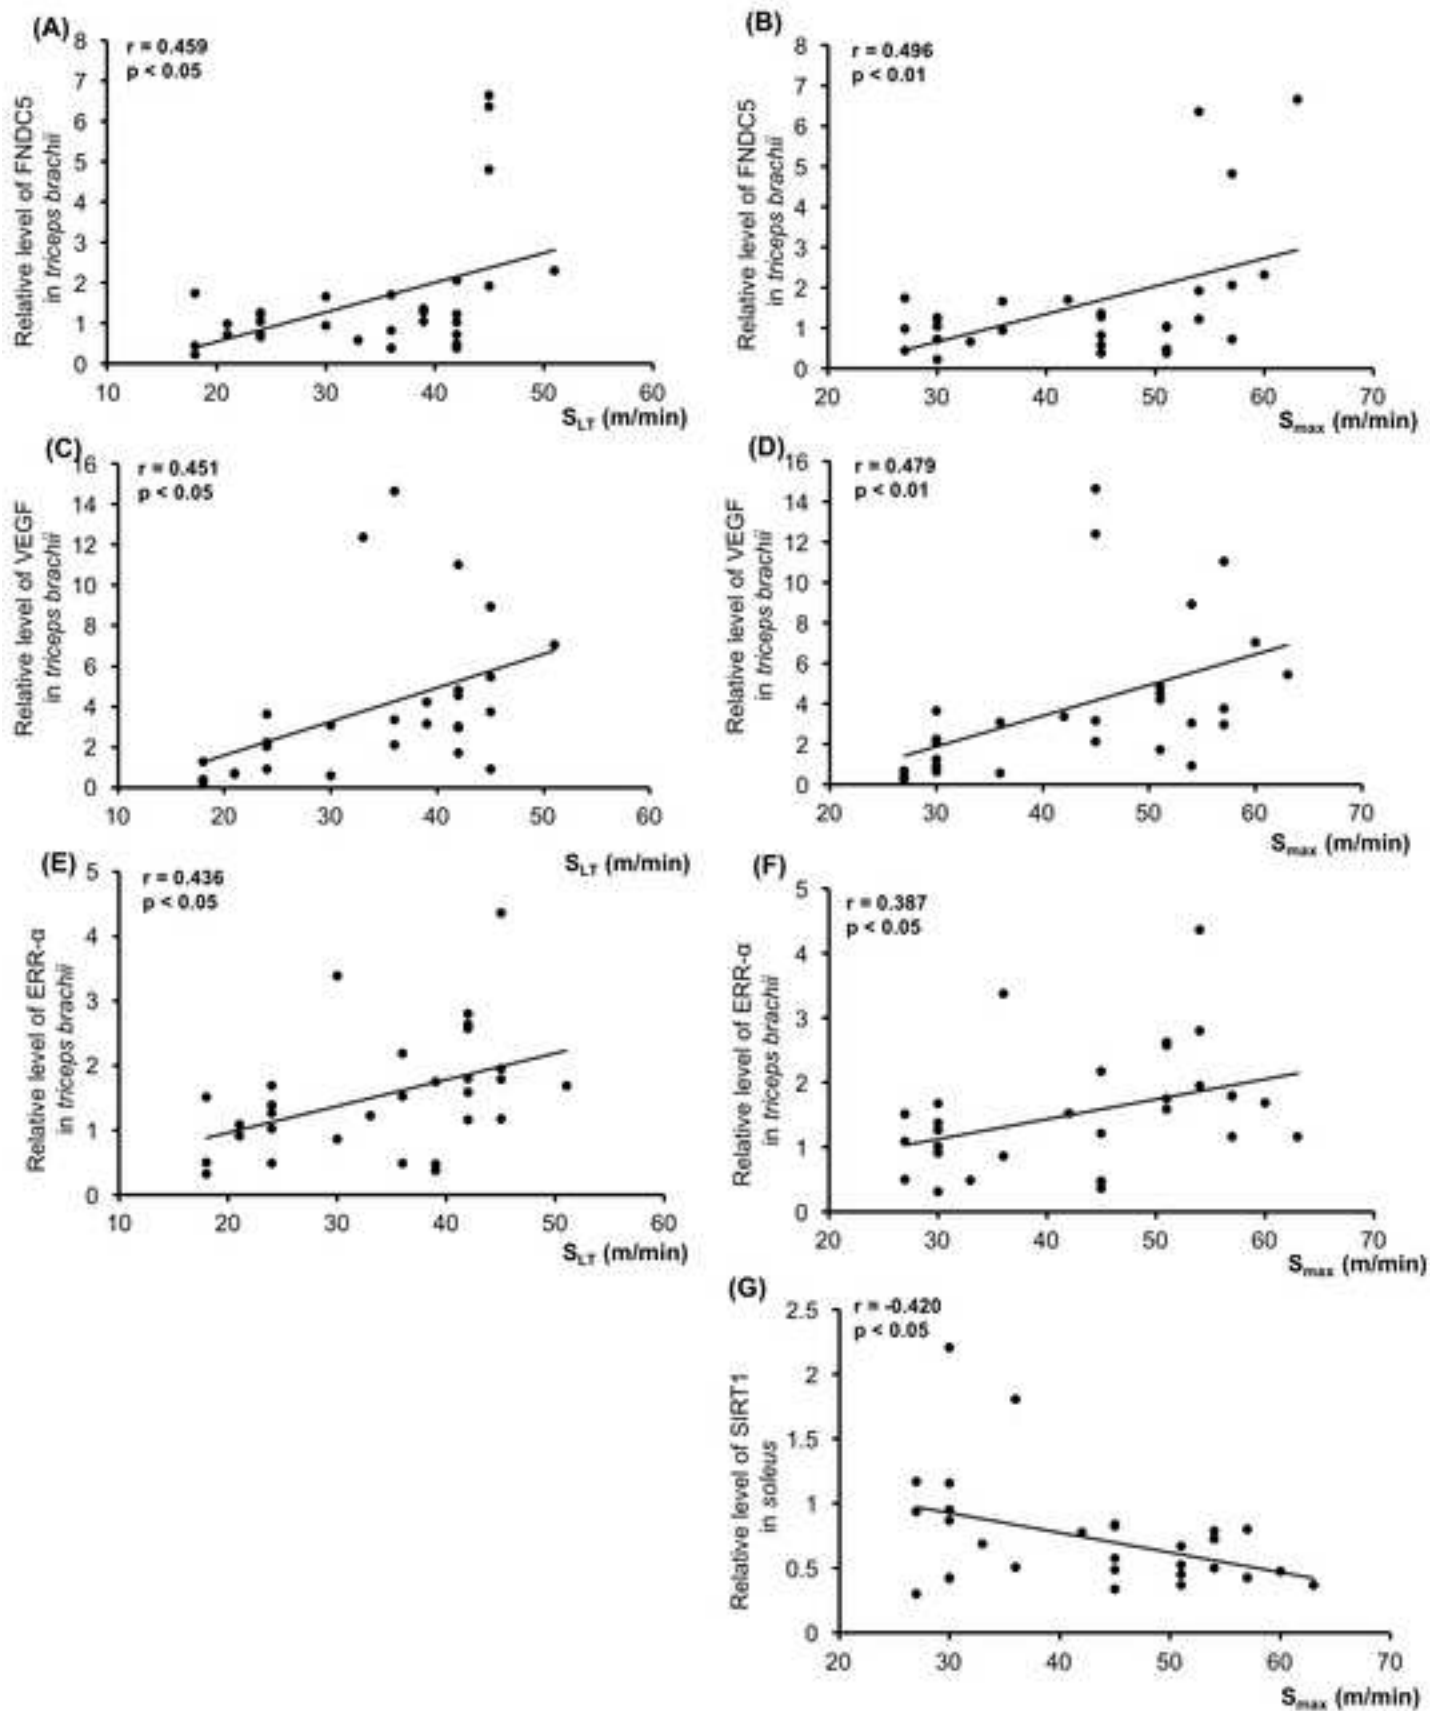 (A)
r = 0.459
p < 0.05
Relative level of FNDC5
in triceps brachii
8
7
6
5
4
3
2
1
0
10 20 30 40 50 60
S_LT (m/min)
(B)
r = 0.496
p < 0.01
Relative level of FNDC5
in triceps brachii
8
7
6
5
4
3
2
1
0
20 30 40 50 60 70
S_max (m/min)
(C)
r = 0.451
p < 0.05
Relative level of VEGF
in triceps brachii
16
14
12
10
8
6
4
2
0
10 20 30 40 50 60
S_LT (m/min)
(D)
r = 0.479
p < 0.01
Relative level of VEGF
in triceps brachii
16
14
12
10
8
6
4
2
0
20 30 40 50 60 70
S_max (m/min)
(E)
r = 0.436
p < 0.05
Relative level of ERR-α
in triceps brachii
5
4
3
2
1
0
10 20 30 40 50 60
S_LT (m/min)
(F)
r = 0.387
p < 0.05
Relative level of ERR-α
in triceps brachii
5
4
3
2
1
0
20 30 40 50 60 70
S_max (m/min)
(G)
r = -0.420
p < 0.05
Relative level of SIRT1
in soleus
2.5
2
1.5
1
0.5
0
20 30 40 50 60 70
S_max (m/min)